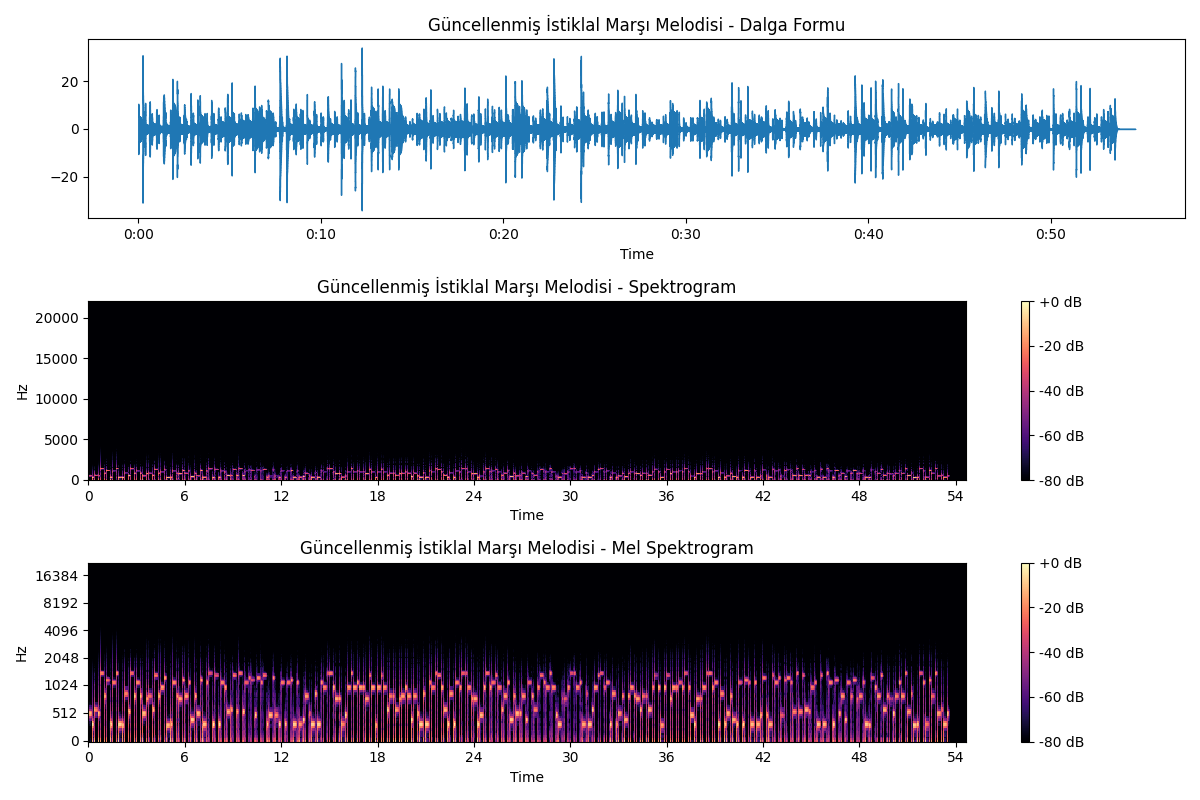 Güncellenmiş İstiklal Marşı Melodisi - Dalga Formu
20
0
−20
0:00 0:10 0:20 0:30 0:40 0:50
Time
Güncellenmiş İstiklal Marşı Melodisi - Spektrogram
20000
15000
10000
5000
0
Hz
0 6 12 18 24 30 36 42 48 54
Time
+0 dB
-20 dB
-40 dB
-60 dB
-80 dB
Güncellenmiş İstiklal Marşı Melodisi - Mel Spektrogram
16384
8192
4096
2048
1024
512
0
Hz
0 6 12 18 24 30 36 42 48 54
Time
+0 dB
-20 dB
-40 dB
-60 dB
-80 dB